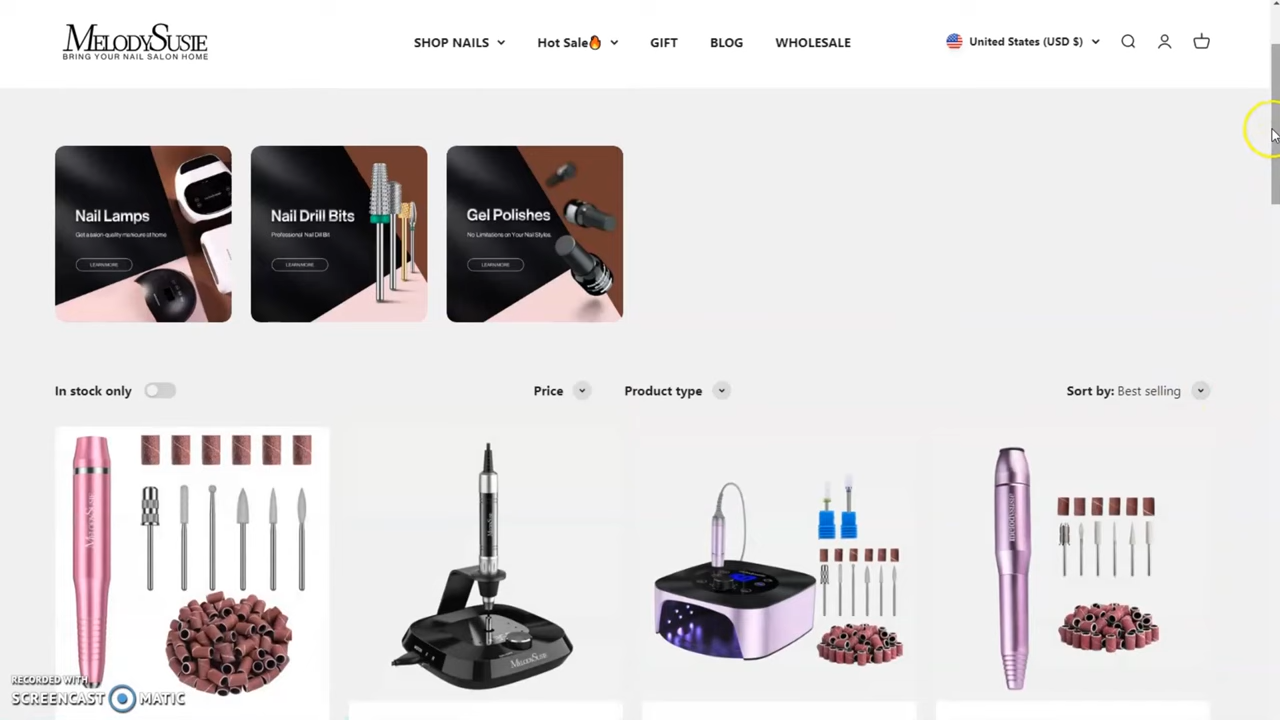 MELODYSUSIE
BRING YOUR NAIL SALON HOME
SHOP NAILS
Hot Sale🔥
GIFT
BLOG
WHOLESALE
United States (USD $)
Nail Lamps
Get a salon-quality manicure at home
LEARN MORE
Nail Drill Bits
Professional Nail Drill Bit
LEARN MORE
Gel Polishes
No Limitations on Your Nail Styles.
LEARN MORE
In stock only
Price
Product type
Sort by: Best selling
MELODYSUSIE
MELODYSUSIE
MELODYSUSIE
RECORDED WITH
SCREENCAST MATIC